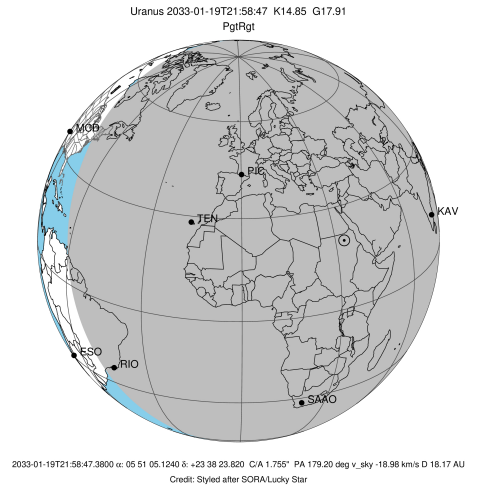 Uranus 2033-01-19T21:58:47 K14.85 G17.91
PgtRgt
MCD
PIC
KAV
TEN
ESO
RIO
SAAO
2033-01-19T21:58:47.3800 α: 05 51 05.1240 δ: +23 38 23.820 C/A 1.755" PA 179.20 deg v_sky -18.98 km/s D 18.17 AU
Credit: Styled after SORA/Lucky Star